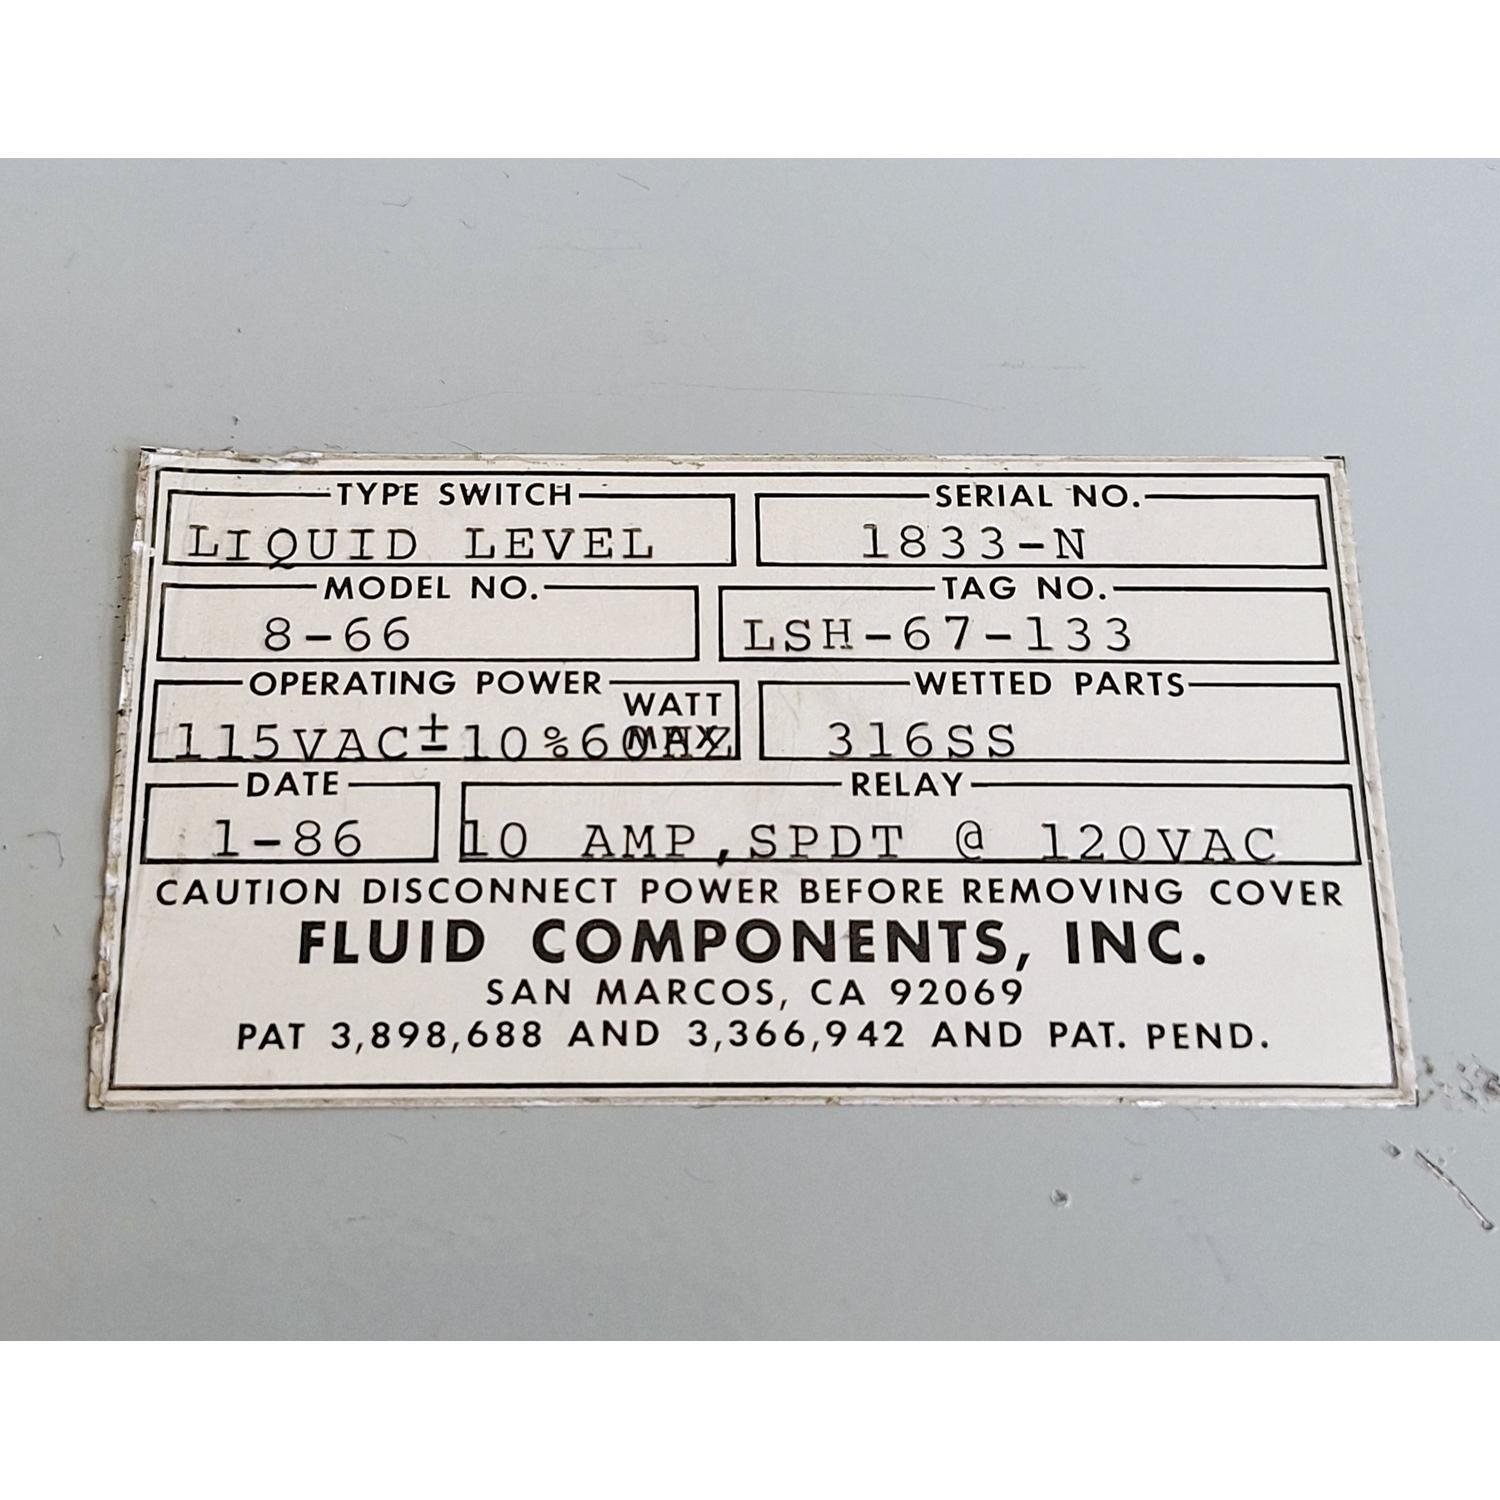 TYPE SWITCH SERIAL NO.
LIQUID LEVEL 1833-N
MODEL NO. TAG NO.
8-66 LSH-67-133
OPERATING POWER WETTED PARTS
WATT MAX
115VAC±10%60HZ 316SS
DATE RELAY
1-86 10 AMP,SPDT @ 120VAC
CAUTION DISCONNECT POWER BEFORE REMOVING COVER
FLUID COMPONENTS, INC.
SAN MARCOS, CA 92069
PAT 3,898,688 AND 3,366,942 AND PAT. PEND.